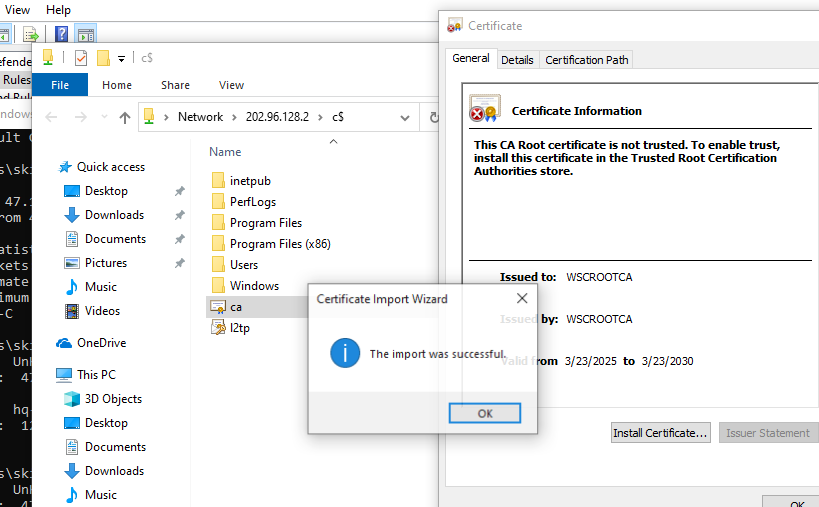 View Help
c$
efende
Rules
File Home Share View
Network 202.96.128.2 c$
Name
Quick access
Desktop
Downloads
Documents
Pictures
Music
Videos
OneDrive
This PC
3D Objects
Desktop
Documents
Downloads
Music
inetpub
PerfLogs
Program Files
Program Files (x86)
Users
Windows
ca
l2tp
Certificate Import Wizard
The import was successful.
OK
Certificate
General Details Certification Path
Certificate Information
This CA Root certificate is not trusted. To enable trust,
install this certificate in the Trusted Root Certification
Authorities store.
Issued to: WSCROOTCA
Issued by: WSCROOTCA
Valid from 3/23/2025 to 3/23/2030
Install Certificate... Issuer Statement
OK
indows
ult C
s\ski
47.1
rom 4
atist
kets
mate
imum
-C
s\ski
Unk
: 47
hq-
: 12
s\ski
Unk
: 47